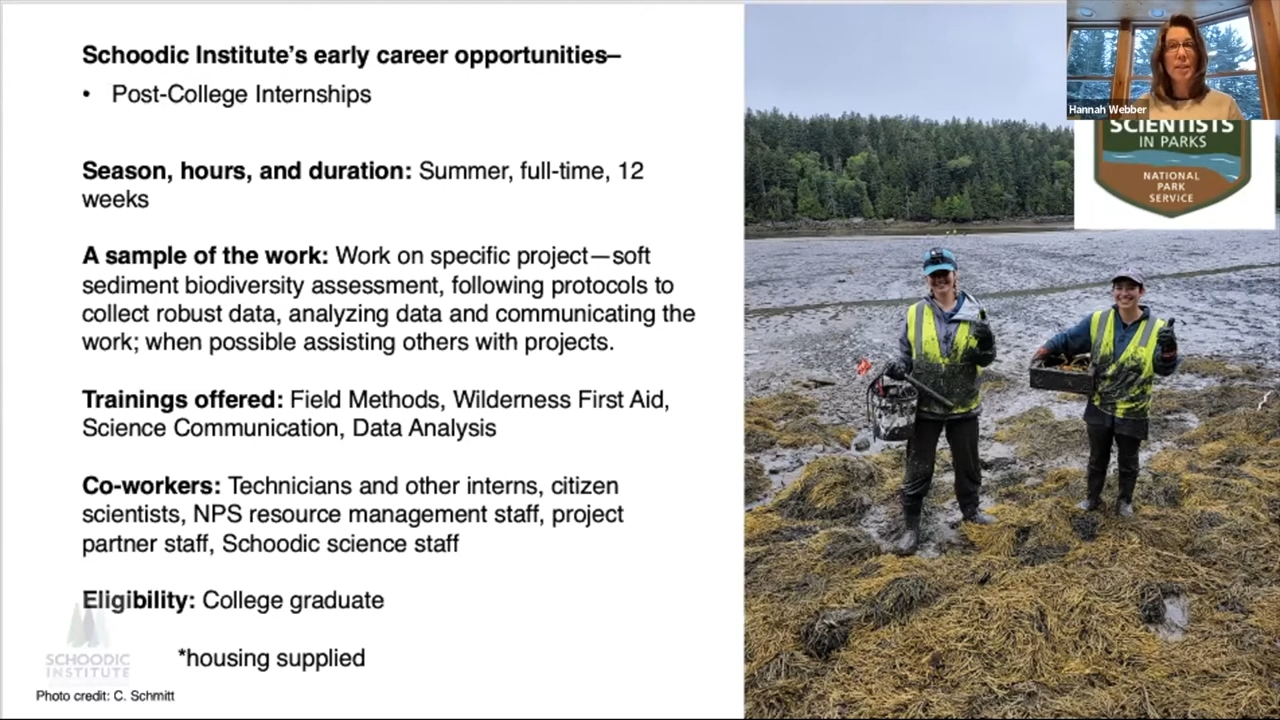 Schoodic Institute’s early career opportunities–
• Post-College Internships
Season, hours, and duration: Summer, full-time, 12
weeks
A sample of the work: Work on specific project—soft
sediment biodiversity assessment, following protocols to
collect robust data, analyzing data and communicating the
work; when possible assisting others with projects.
Trainings offered: Field Methods, Wilderness First Aid,
Science Communication, Data Analysis
Co-workers: Technicians and other interns, citizen
scientists, NPS resource management staff, project
partner staff, Schoodic science staff
Eligibility: College graduate
*housing supplied
SCHOODIC
INSTITUTE
Photo credit: C. Schmitt
Hannah Webber
SCIENTISTS
IN PARKS
NATIONAL
PARK
SERVICE